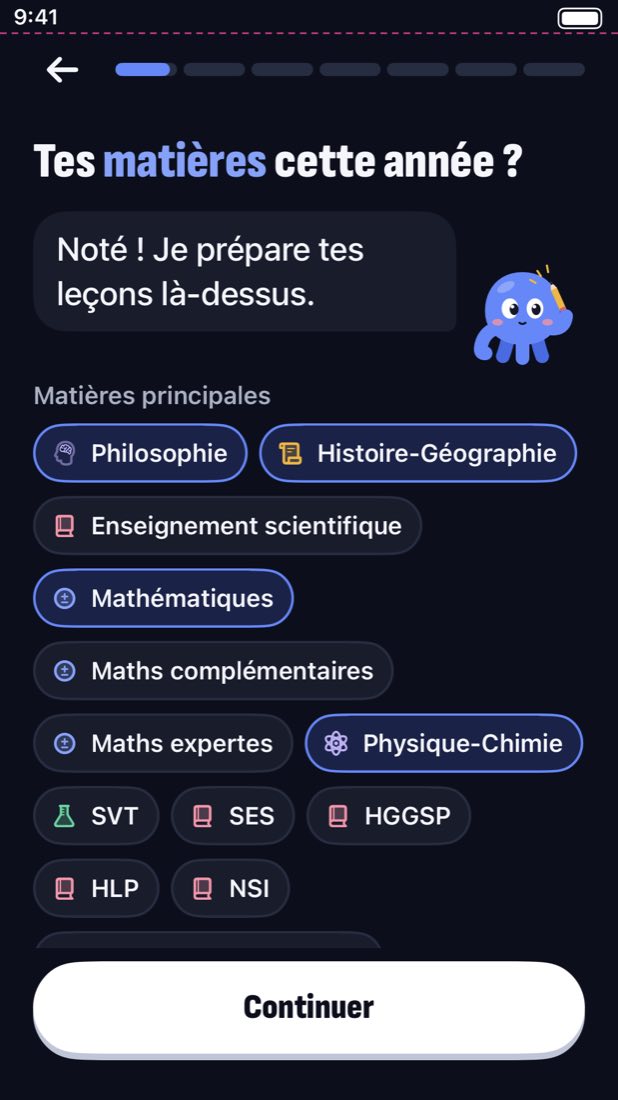 9:41
Tes matières cette année ?
Noté ! Je prépare tes
leçons là-dessus.
Matières principales
Philosophie
Histoire-Géographie
Enseignement scientifique
Mathématiques
Maths complémentaires
Maths expertes
Physique-Chimie
SVT
SES
HGGSP
HLP
NSI
Continuer